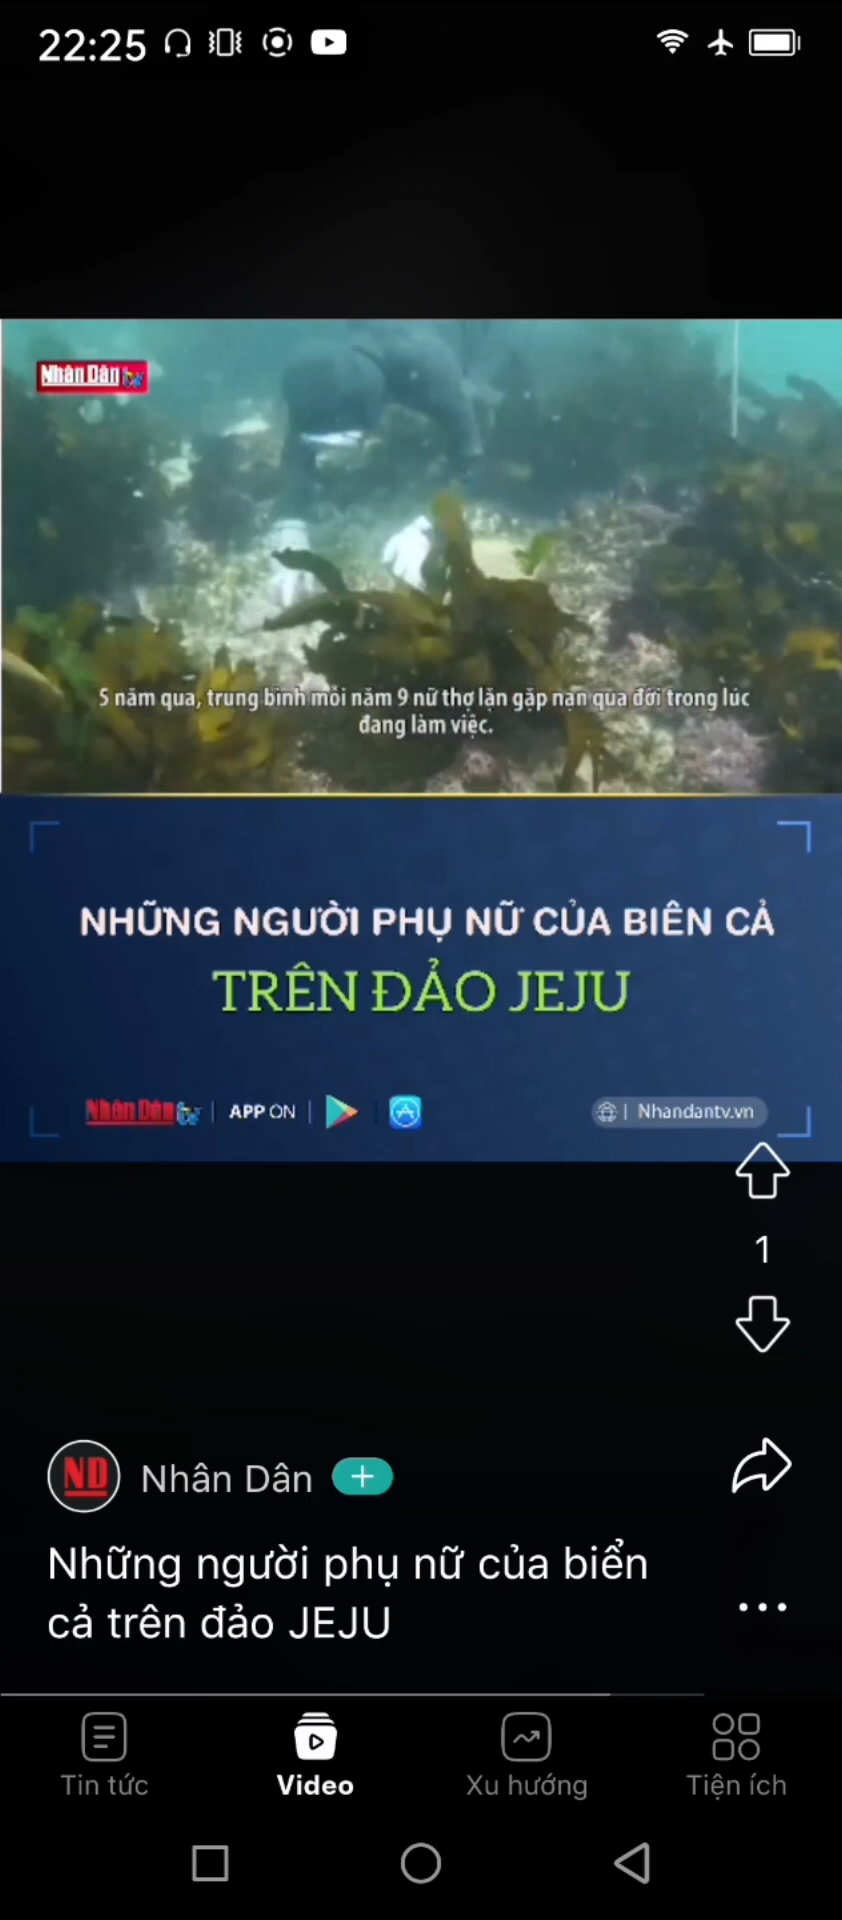 22:25
Nhân Dân tv
5 năm qua, trung bình mỗi năm 9 nữ thợ lặn gặp nạn qua đời trong lúc
đang làm việc.
NHỮNG NGƯỜI PHỤ NỮ CỦA BIỂN CẢ
TRÊN ĐẢO JEJU
Nhân Dân tv | APP ON | Nhandantv.vn
1
ND Nhân Dân +
Những người phụ nữ của biển
cả trên đảo JEJU
Tin tức Video Xu hướng Tiện ích